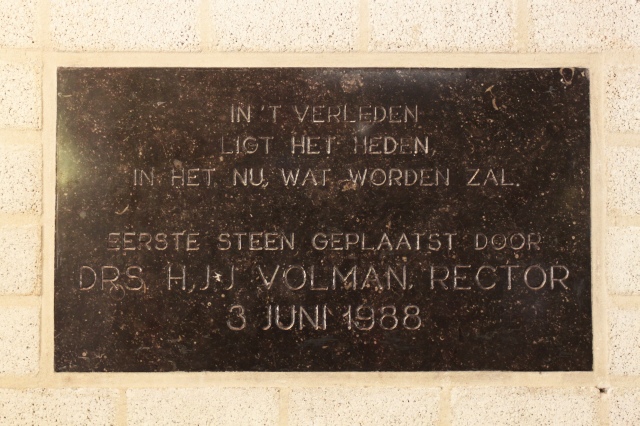 IN 'T VERLEDEN
LIGT HET HEDEN,
IN HET NU, WAT WORDEN ZAL.
EERSTE STEEN GEPLAATST DOOR
DRS H.J.J. VOLMAN, RECTOR
3 JUNI 1988